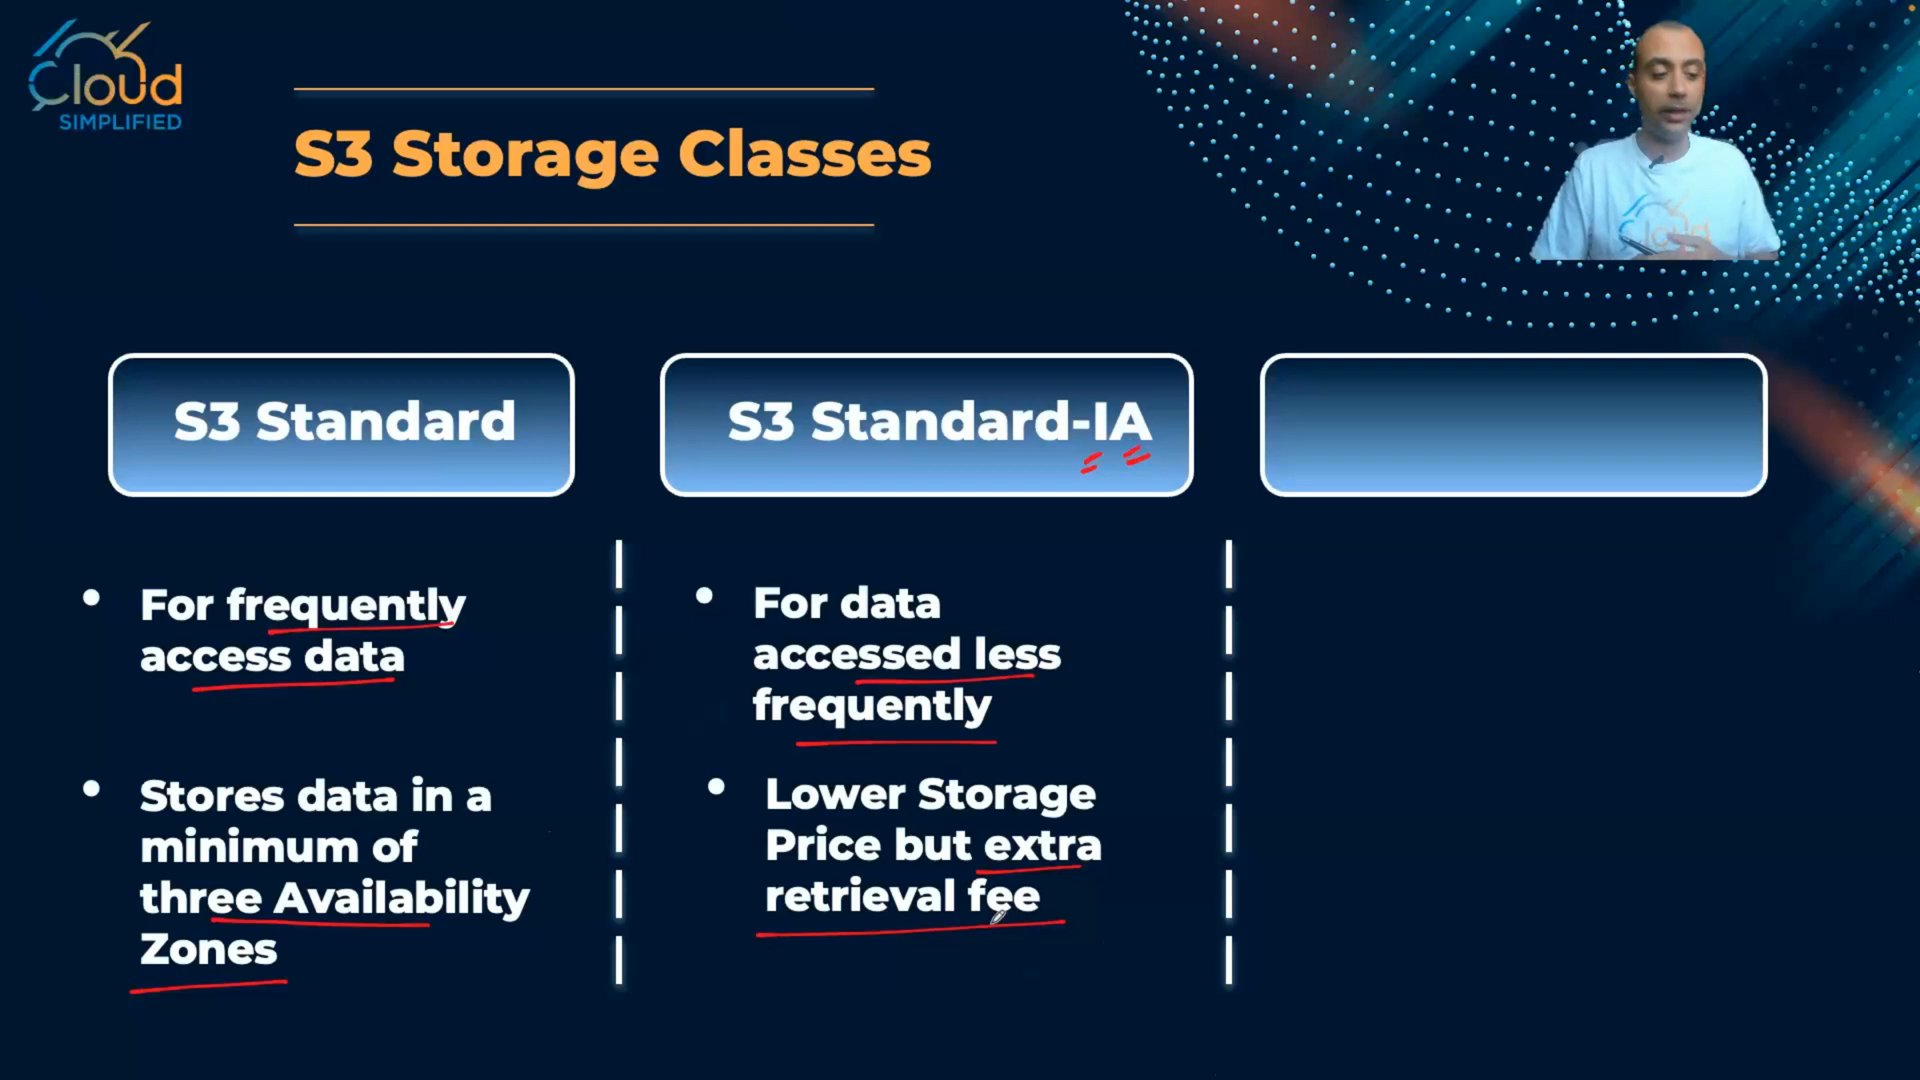 Cloud
SIMPLIFIED
S3 Storage Classes
Cloud
S3 Standard
S3 Standard-IA
• For frequently
access data
• Stores data in a
minimum of
three Availability
Zones
• For data
accessed less
frequently
• Lower Storage
Price but extra
retrieval fee